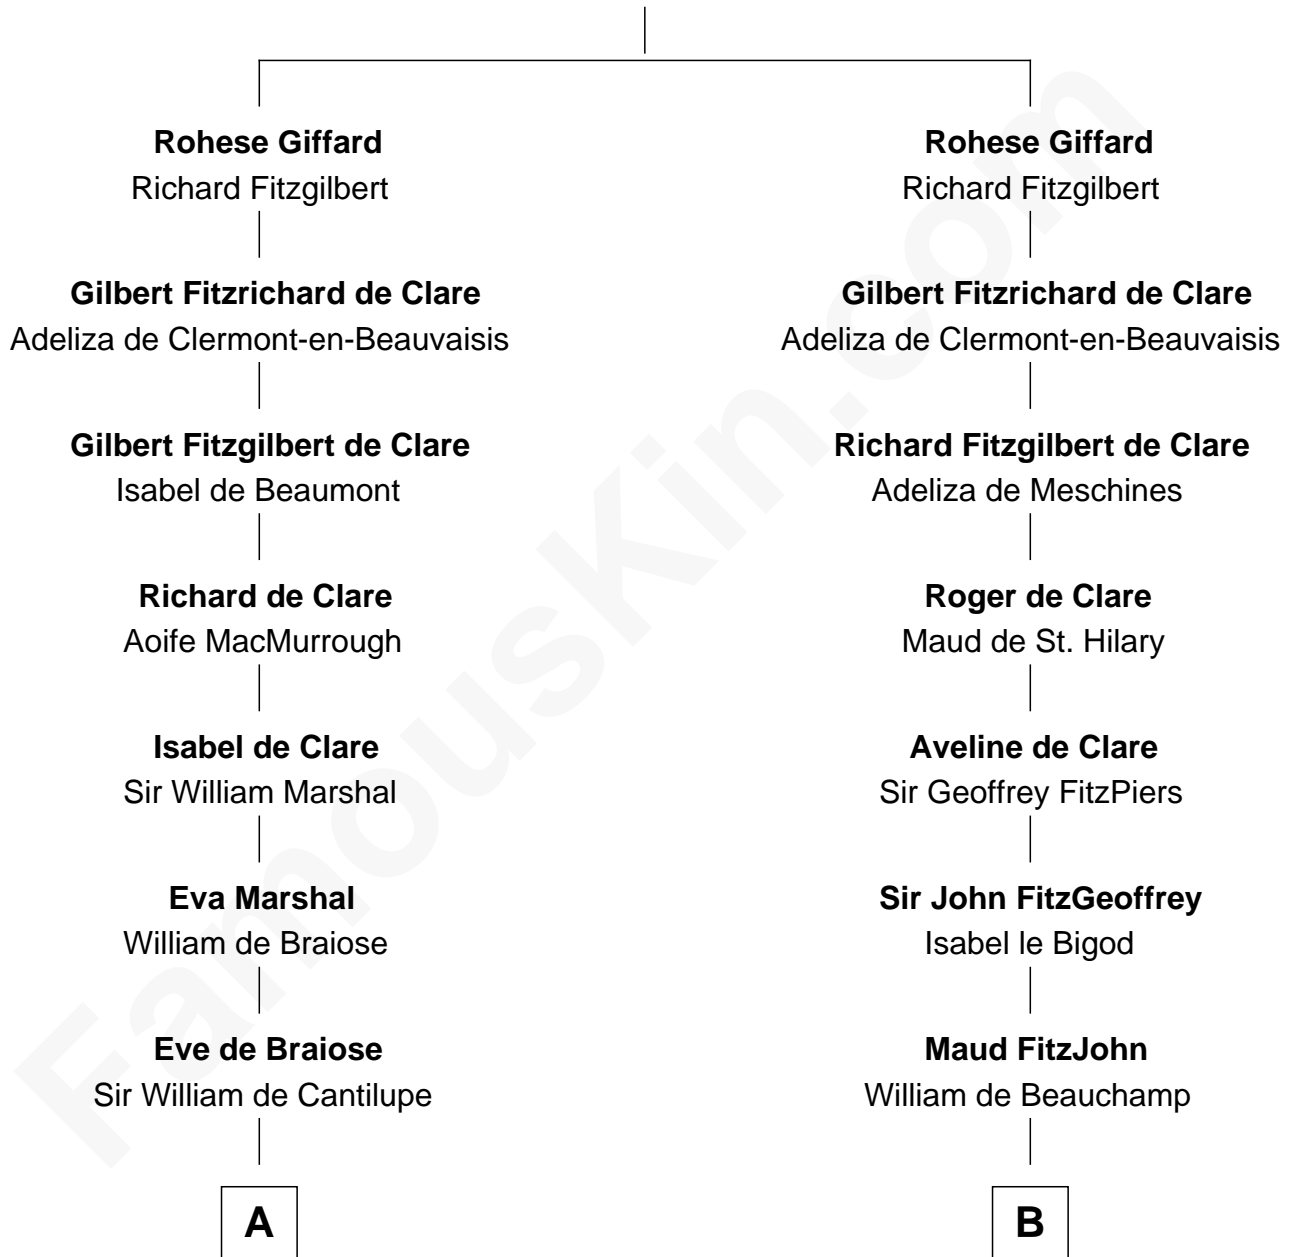 Rohese Giffard
Richard Fitzgilbert
Gilbert Fitzrichard de Clare
Adeliza de Clermont-en-Beauvaisis
Gilbert Fitzgilbert de Clare
Isabel de Beaumont
Richard de Clare
Aoife MacMurrough
Isabel de Clare
Sir William Marshal
Eva Marshal
William de Braiose
Eve de Braiose
Sir William de Cantilupe
A
Rohese Giffard
Richard Fitzgilbert
Gilbert Fitzrichard de Clare
Adeliza de Clermont-en-Beauvaisis
Richard Fitzgilbert de Clare
Adeliza de Meschines
Roger de Clare
Maud de St. Hilary
Aveline de Clare
Sir Geoffrey FitzPiers
Sir John FitzGeoffrey
Isabel le Bigod
Maud FitzJohn
William de Beauchamp
B
FamousKin.com